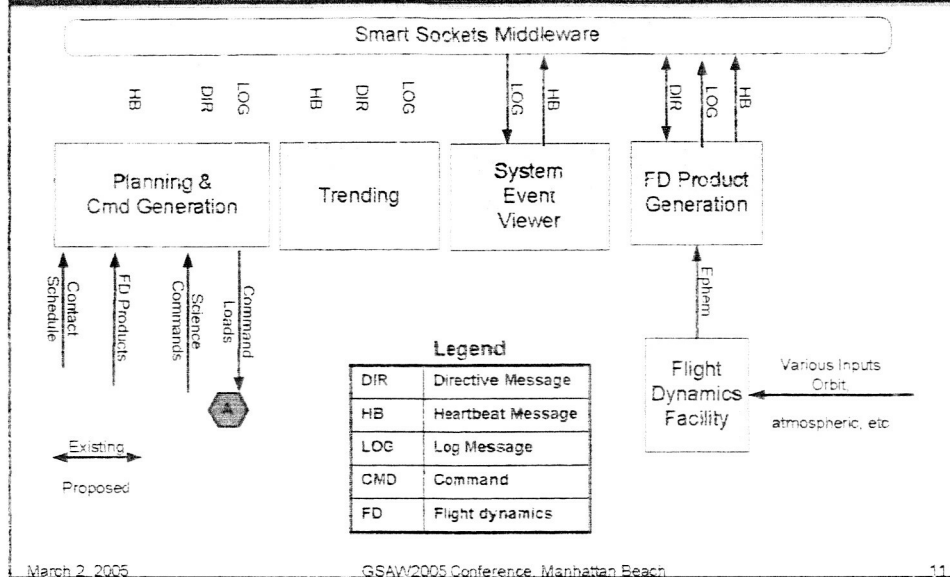 Smart Sockets Middleware
HB
DIR
LOG
HB
DIR
LOG
LOG
HB
DIR
LOG
HB
Planning &
Cmd Generation
Trending
System
Event
Viewer
FD Product
Generation
Contact
Schedule
FD Products
Science
Commands
Command
Loads
Ephem
A
Flight
Dynamics
Facility
Various Inputs
Orbit,
atmospheric, etc
Existing
Proposed
Legend
DIR Directive Message
HB Heartbeat Message
LOG Log Message
CMD Command
FD Flight dynamics
March 2, 2005
GSAW2005 Conference, Manhattan Beach
11